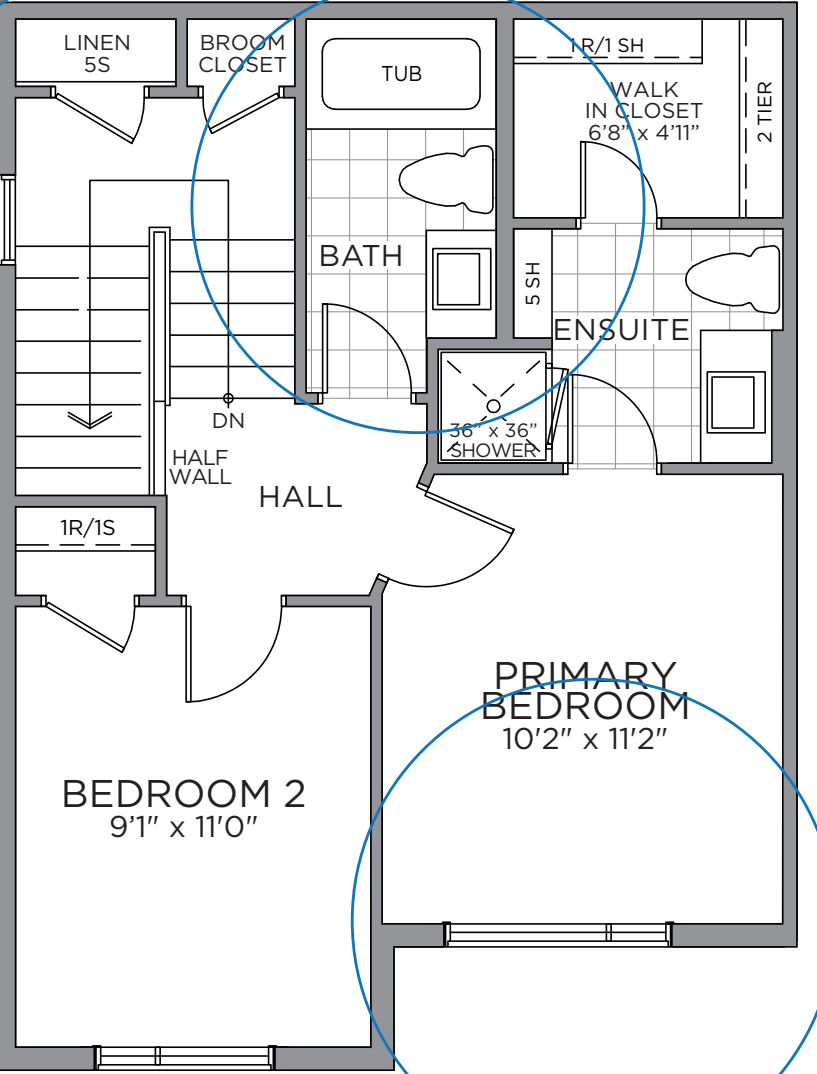 LINEN
5S
BROOM
CLOSET
TUB
1R/1 SH
WALK
IN CLOSET
6'8" x 4'11"
2 TIER
BATH
5 SH
ENSUITE
DN
36" x 36"
SHOWER
HALF
WALL
HALL
1R/1S
PRIMARY
BEDROOM
10'2" x 11'2"
BEDROOM 2
9'1" x 11'0"